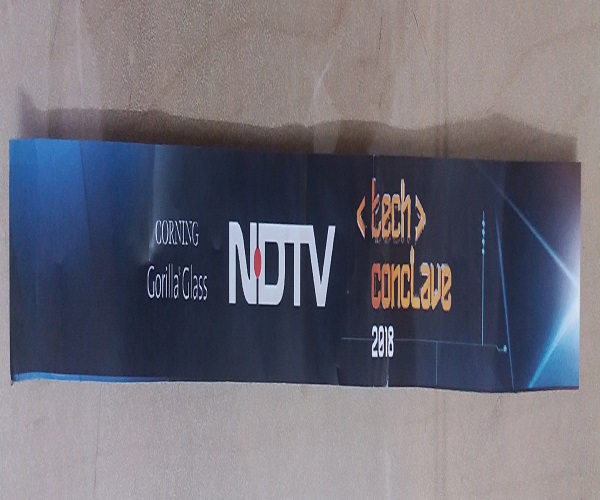 CORNING
Gorilla Glass
NDTV
<tech>
conclave
2018